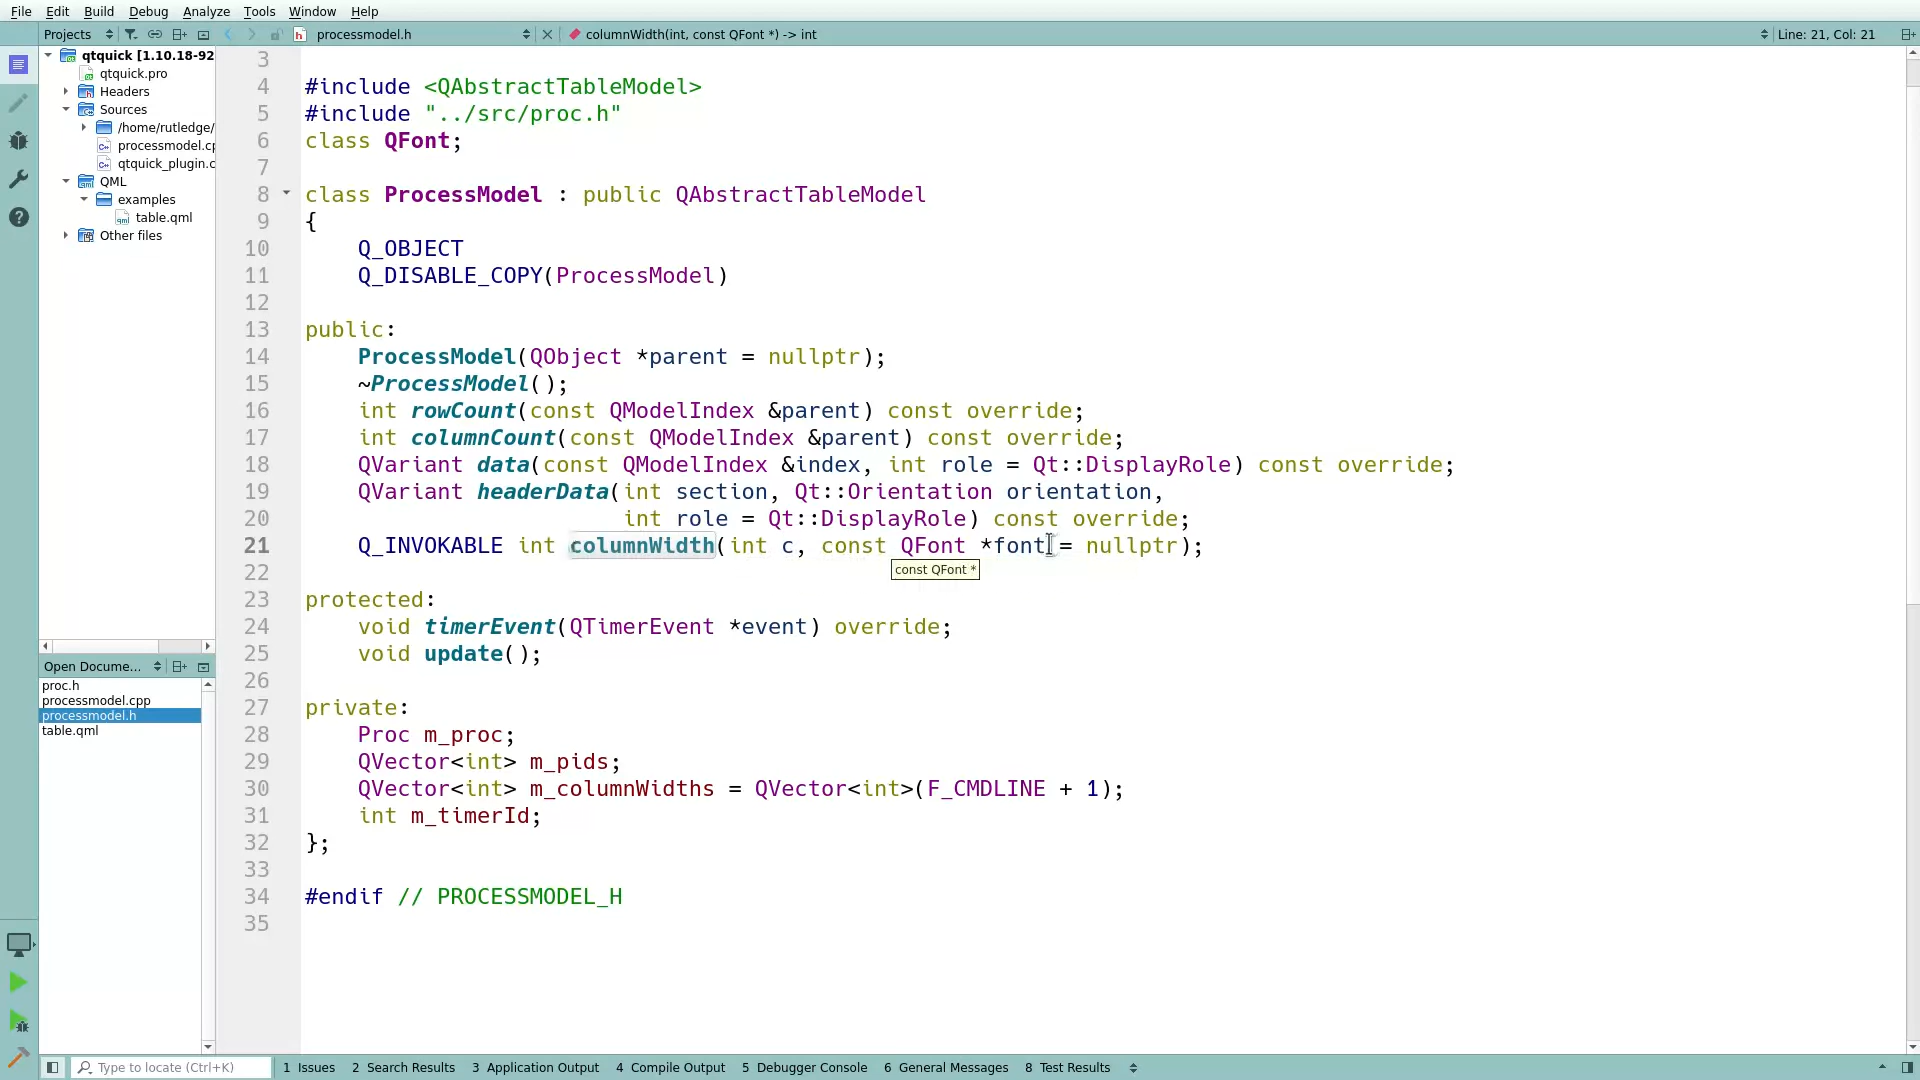 File Edit Build Debug Analyze Tools Window Help
Projects processmodel.h columnWidth(int, const QFont *) -> int Line: 21, Col: 21
qtquick [1.10.18-92
qtquick.pro
Headers
Sources
/home/rutledge/
processmodel.cp
qtquick_plugin.c
QML
examples
table.qml
Other files
Open Docume...
proc.h
processmodel.cpp
processmodel.h
table.qml
3
4 #include <QAbstractTableModel>
5 #include "../src/proc.h"
6 class QFont;
7
8 class ProcessModel : public QAbstractTableModel
9 {
10 Q_OBJECT
11 Q_DISABLE_COPY(ProcessModel)
12
13 public:
14 ProcessModel(QObject *parent = nullptr);
15 ~ProcessModel();
16 int rowCount(const QModelIndex &parent) const override;
17 int columnCount(const QModelIndex &parent) const override;
18 QVariant data(const QModelIndex &index, int role = Qt::DisplayRole) const override;
19 QVariant headerData(int section, Qt::Orientation orientation,
20 int role = Qt::DisplayRole) const override;
21 Q_INVOKABLE int columnWidth(int c, const QFont *font = nullptr);
const QFont *
22
23 protected:
24 void timerEvent(QTimerEvent *event) override;
25 void update();
26
27 private:
28 Proc m_proc;
29 QVector<int> m_pids;
30 QVector<int> m_columnWidths = QVector<int>(F_CMDLINE + 1);
31 int m_timerId;
32 };
33
34 #endif // PROCESSMODEL_H
35
Type to locate (Ctrl+K) 1 Issues 2 Search Results 3 Application Output 4 Compile Output 5 Debugger Console 6 General Messages 8 Test Results